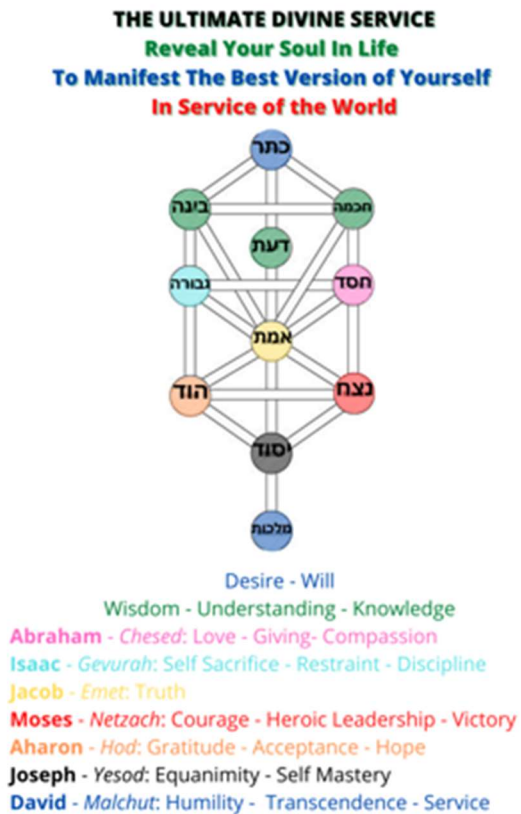 THE ULTIMATE DIVINE SERVICE
Reveal Your Soul In Life
To Manifest The Best Version of Yourself
In Service of the World
כתר
בינה
חכמה
דעת
גבורה
חסד
אמת
הוד
נצח
יסוד
מלכות
Desire - Will
Wisdom - Understanding - Knowledge
Abraham - Chesed: Love - Giving- Compassion
Isaac - Gevurah: Self Sacrifice - Restraint - Discipline
Jacob - Emet: Truth
Moses - Netzach: Courage - Heroic Leadership - Victory
Aharon - Hod: Gratitude - Acceptance - Hope
Joseph - Yesod: Equanimity - Self Mastery
David - Malchut: Humility - Transcendence - Service